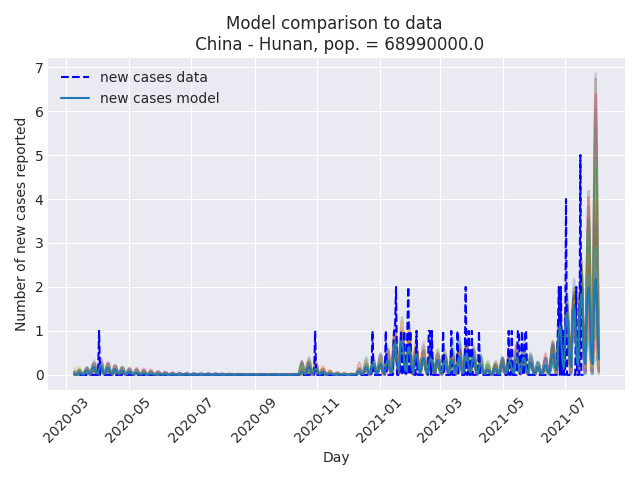 Model comparison to data
China - Hunan, pop. = 68990000.0
new cases data
new cases model
Number of new cases reported
7
6
5
4
3
2
1
0
2020-03
2020-05
2020-07
2020-09
2020-11
2021-01
2021-03
2021-05
2021-07
Day